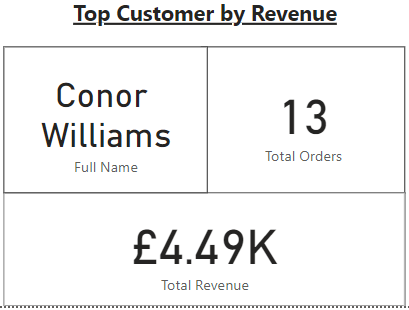 Top Customer by Revenue
Conor
Williams
Full Name
13
Total Orders
£4.49K
Total Revenue